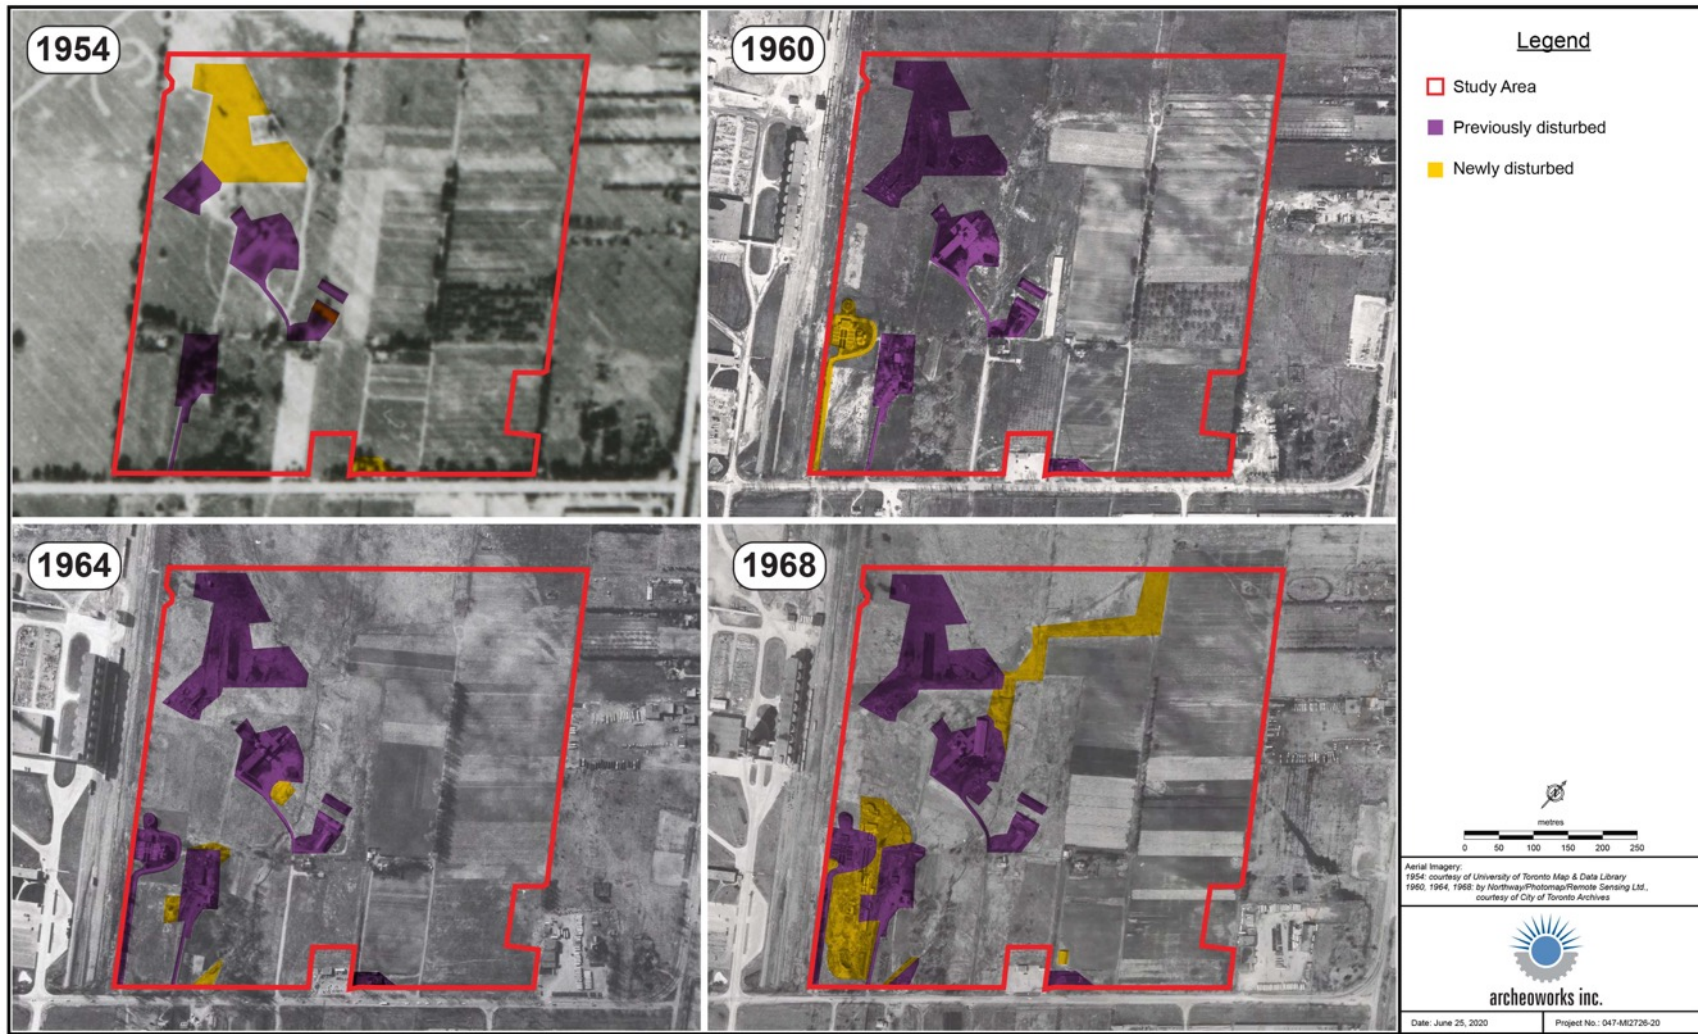 1954
1960
1964
1968
Legend
Study Area
Previously disturbed
Newly disturbed
metres
0 50 100 150 200 250
Aerial Imagery:
1954: courtesy of University of Toronto Map & Data Library
1960, 1964, 1968: by Northway/Photomap/Remote Sensing Ltd.,
courtesy of City of Toronto Archives
archeoworks inc.
Date: June 25, 2020
Project No.: 047-MI2726-20